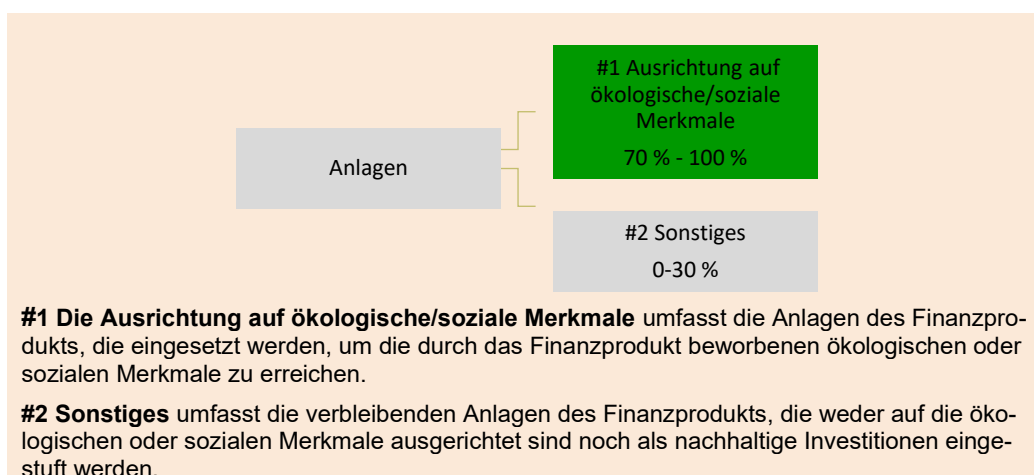 #1 Ausrichtung auf
ökologische/soziale
Merkmale
70 % - 100 %
Anlagen
#2 Sonstiges
0-30 %
#1 Die Ausrichtung auf ökologische/soziale Merkmale umfasst die Anlagen des Finanzpro-
dukts, die eingesetzt werden, um die durch das Finanzprodukt beworbenen ökologischen oder
sozialen Merkmale zu erreichen.
#2 Sonstiges umfasst die verbleibenden Anlagen des Finanzprodukts, die weder auf die öko-
logischen oder sozialen Merkmale ausgerichtet sind noch als nachhaltige Investitionen einge-
stuft werden.